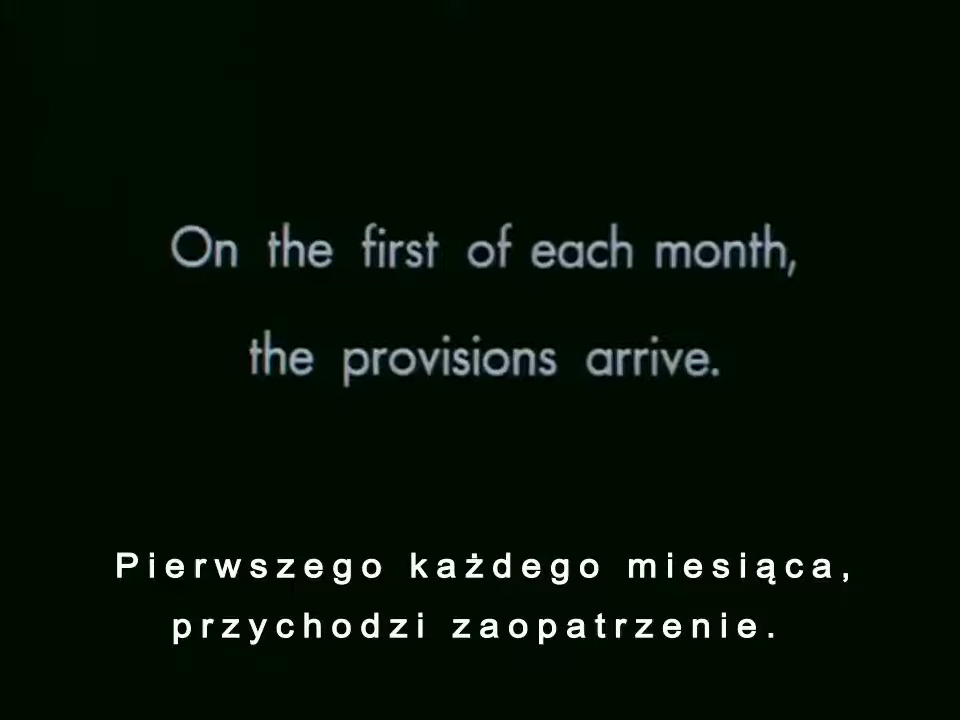 On the first of each month,
the provisions arrive.
Pierwszego każdego miesiąca,
przychodzi zaopatrzenie.